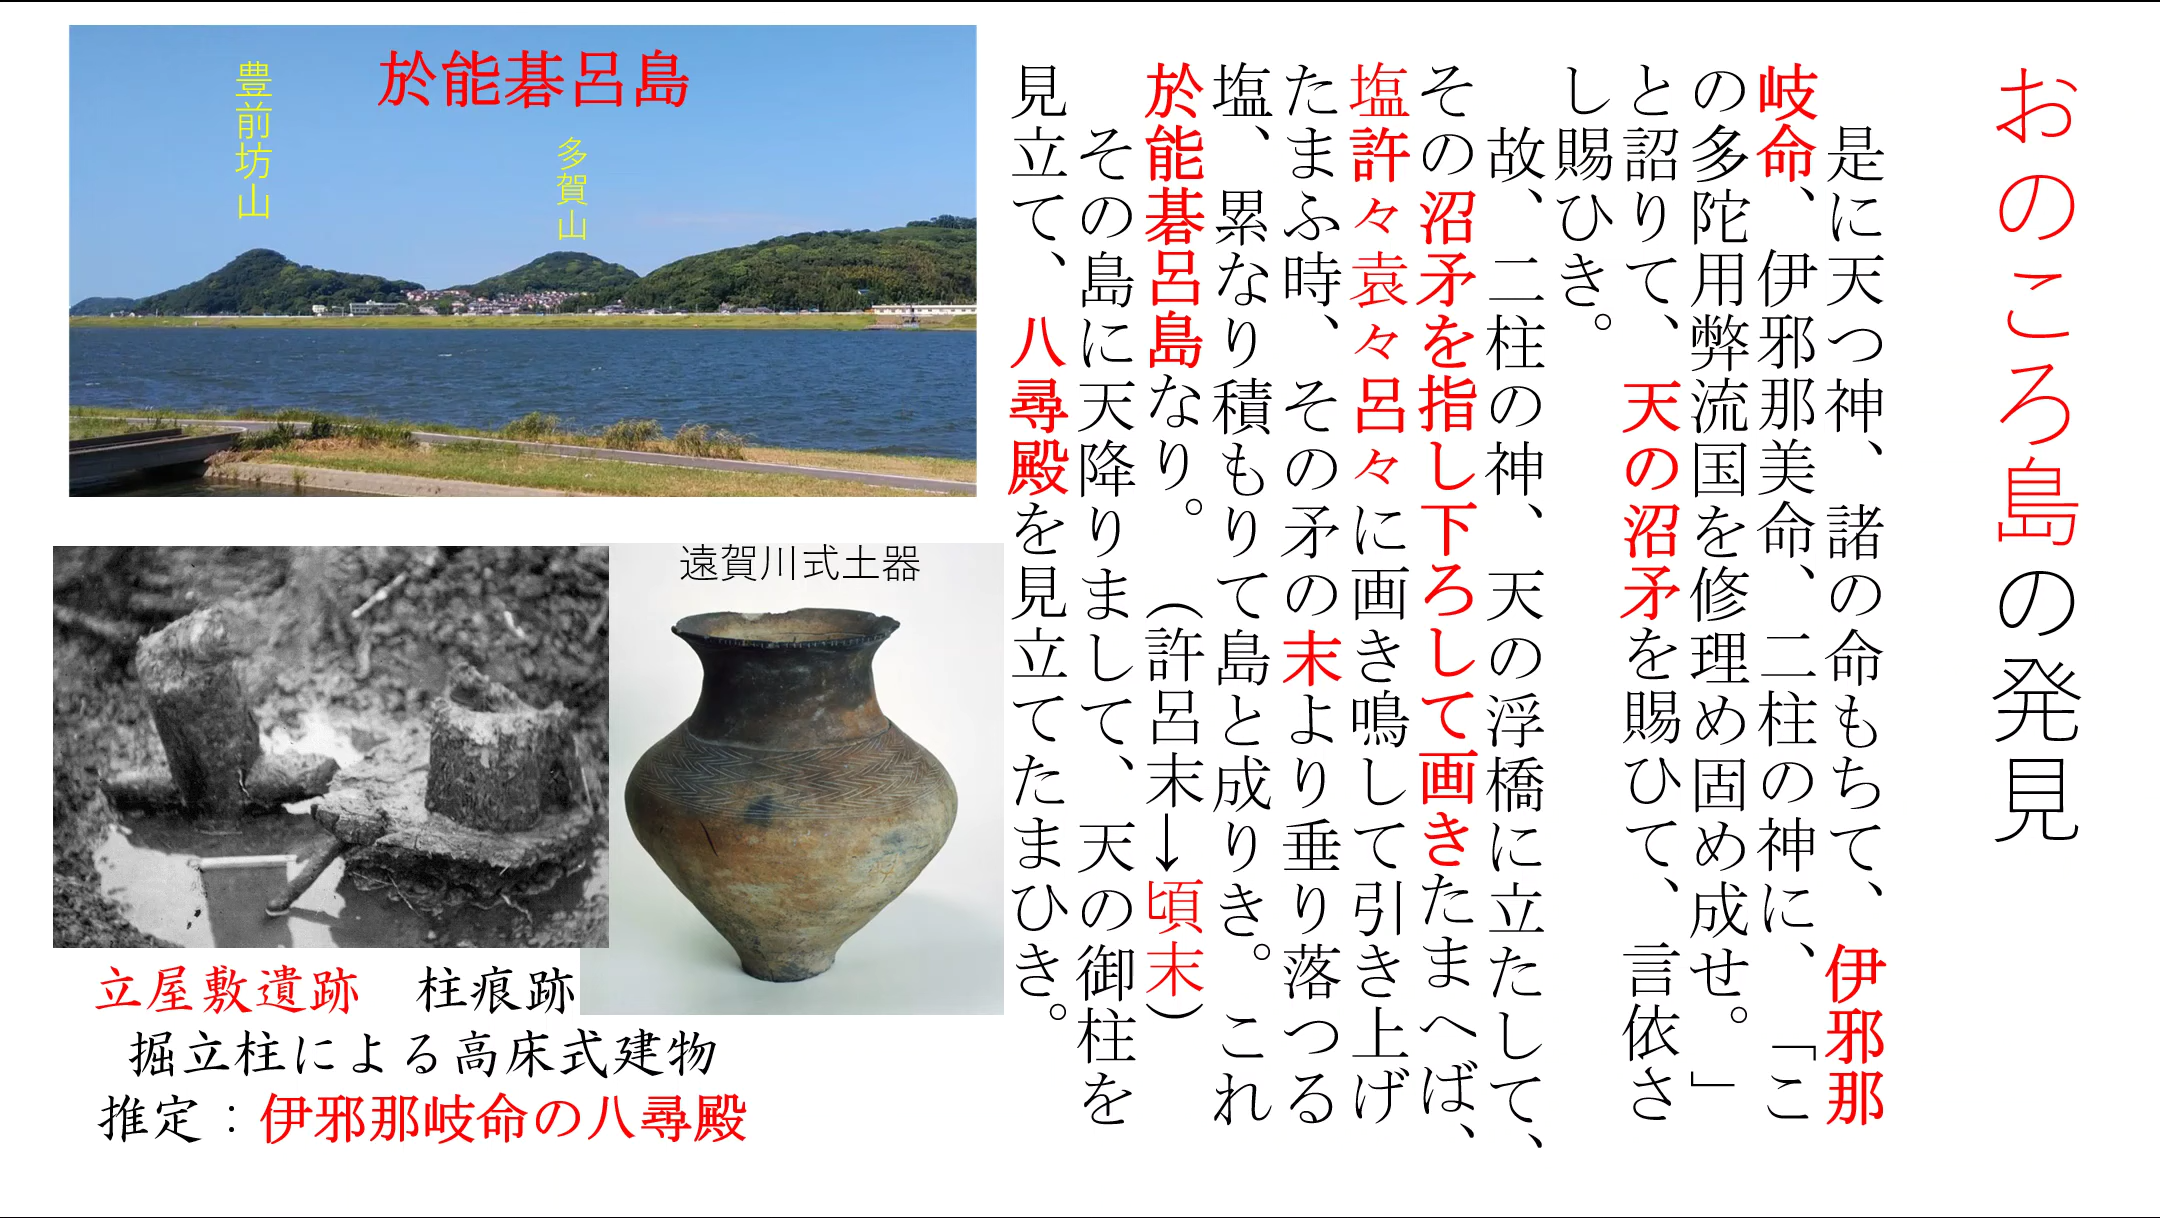 おのころ島の発見
是に天つ神、諸の命もちて、伊邪那
岐命、伊邪那美命、二柱の神に、「こ
の多陀用弊流国を修理め固め成せ。」
と詔りて、天の沼矛を賜ひて、言依さ
し賜ひき。
故、二柱の神、天の浮橋に立たして、
その沼矛を指し下ろして画きたまへば、
塩許々袁々呂々に画き鳴して引き上げ
たまふ時、その矛の末より垂り落つる
塩、累なり積もりて島と成りき。これ
於能碁呂島なり。（許呂末→頃末）
その島に天降りまして、天の御柱を
見立て、八尋殿を見立てたまひき。
於能碁呂島
豊前坊山
多賀山
遠賀川式土器
立屋敷遺跡 柱痕跡
掘立柱による高床式建物
推定：伊邪那岐命の八尋殿